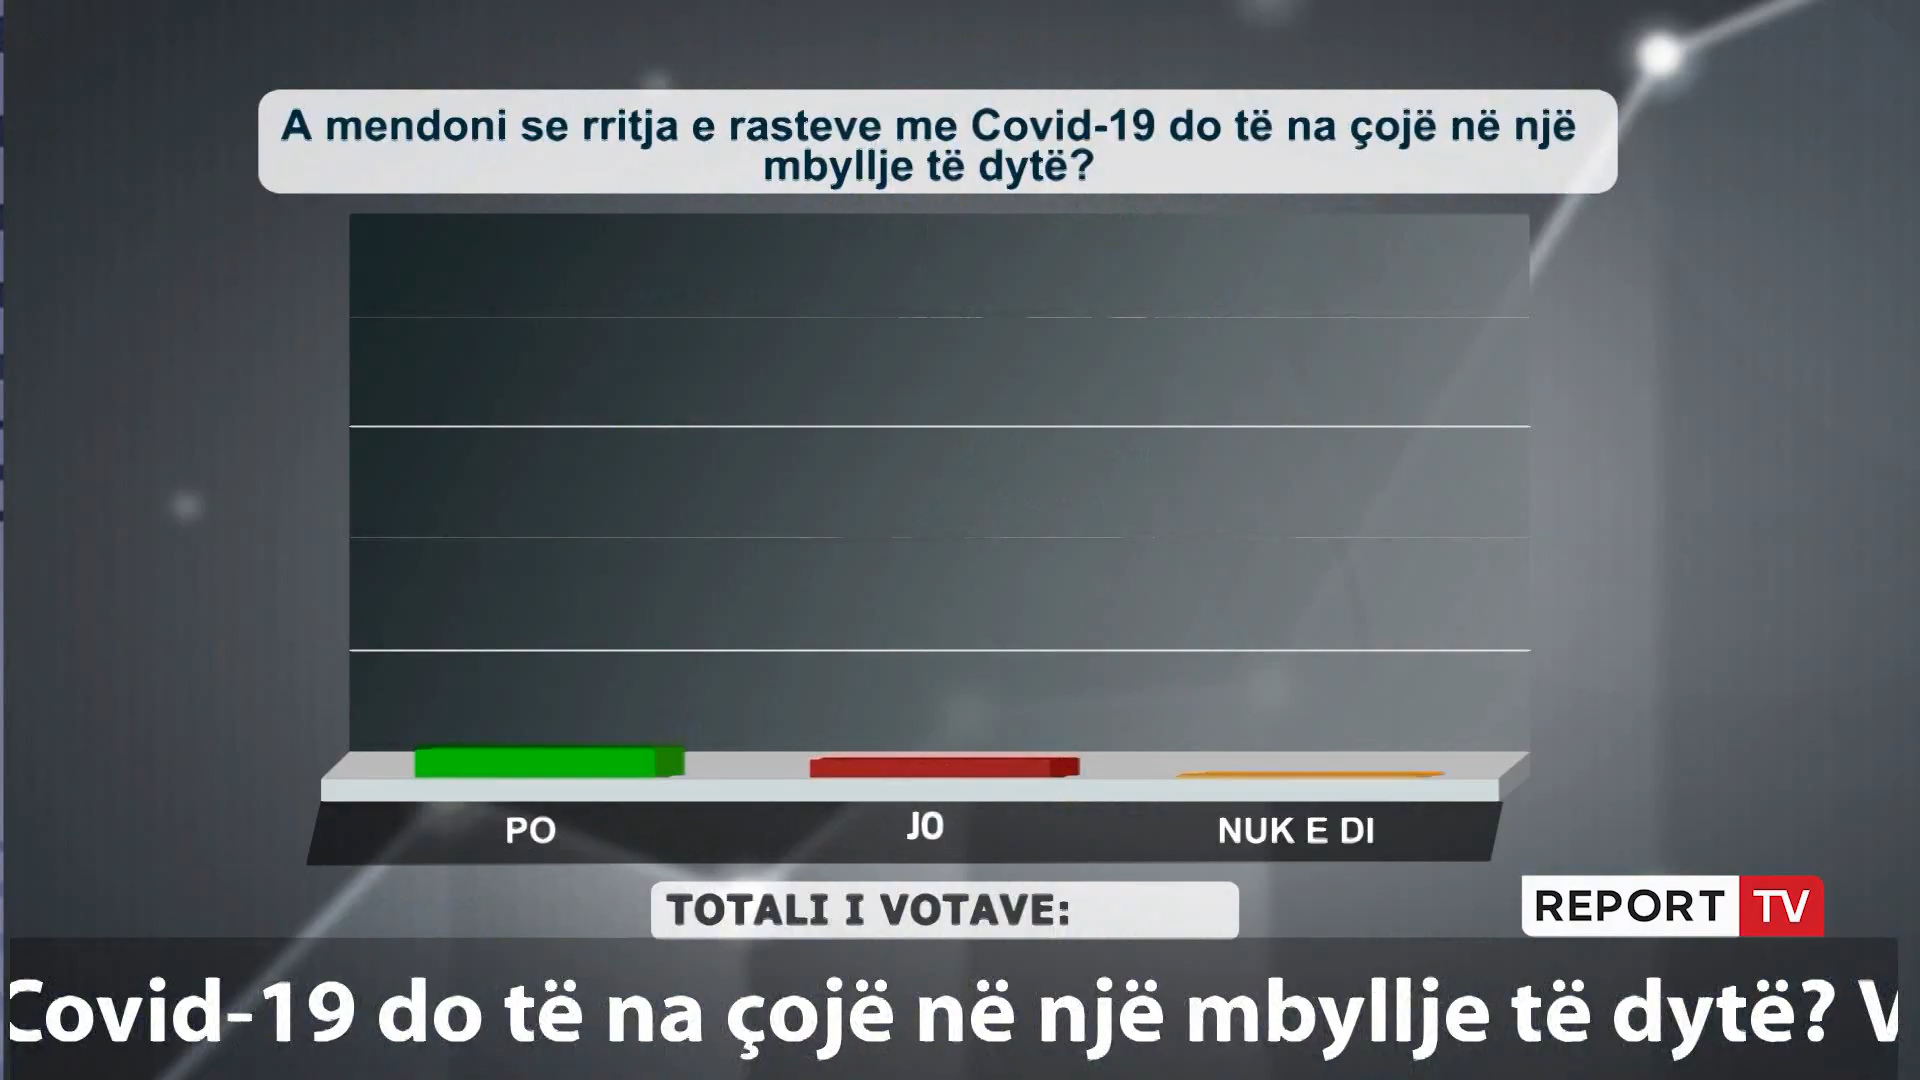 A mendoni se rritja e rasteve me Covid-19 do të na çojë në një
mbyllje të dytë?
PO
JO
NUK E DI
TOTALI I VOTAVE:
REPORT TV
Covid-19 do të na çojë në një mbyllje të dytë? V